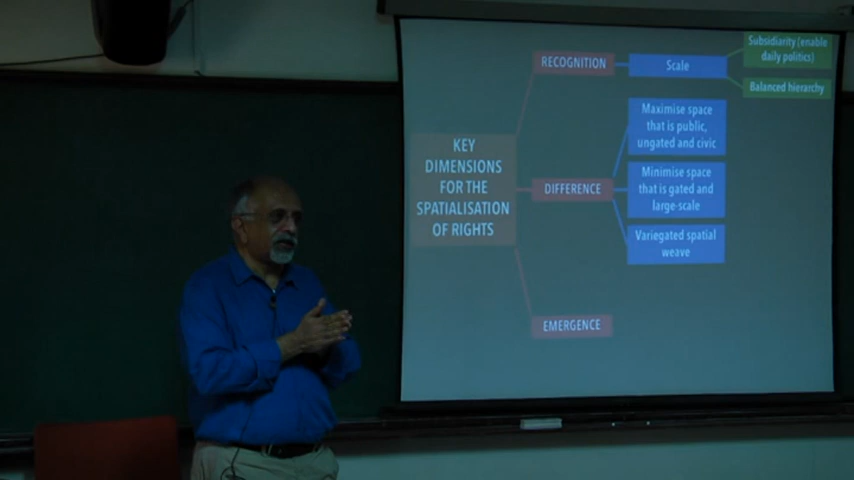 KEY
DIMENSIONS
FOR THE
SPATIALISATION
OF RIGHTS
RECOGNITION
Scale
Subsidiarity (enable
daily politics)
Balanced hierarchy
DIFFERENCE
Maximise space
that is public,
ungated and civic
Minimise space
that is gated and
large-scale
Variegated spatial
weave
EMERGENCE